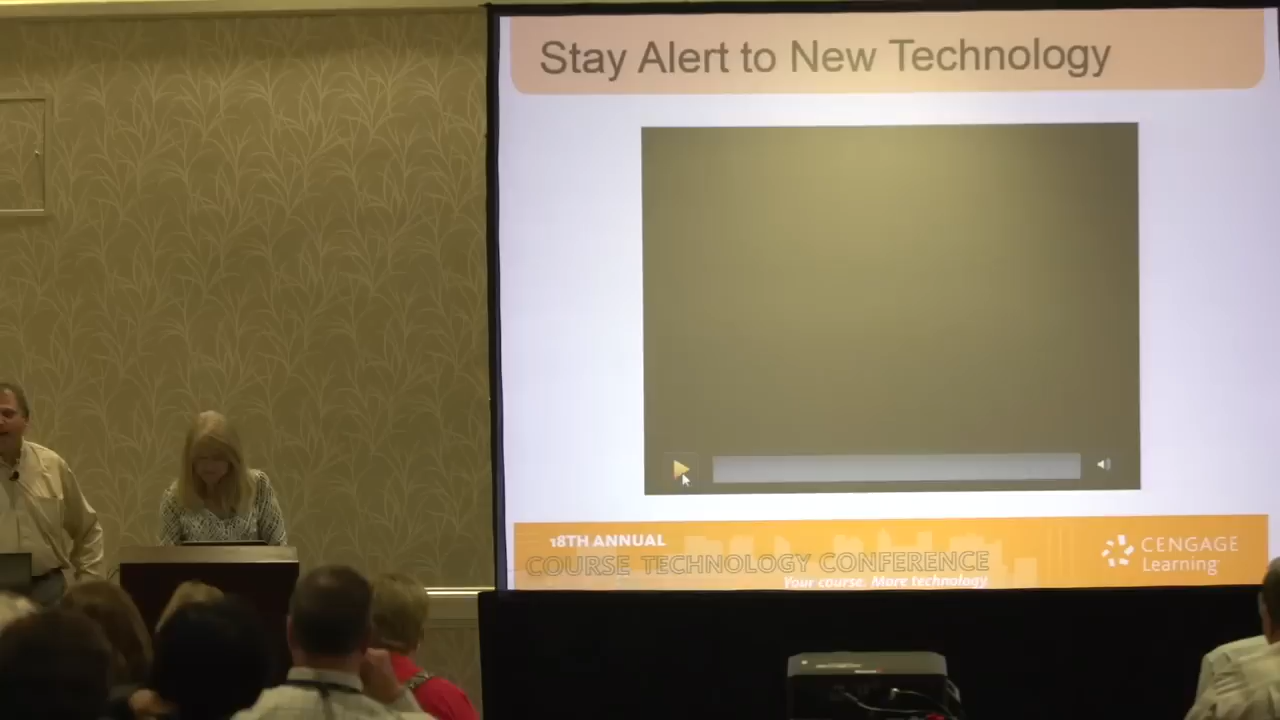 Stay Alert to New Technology
18TH ANNUAL
COURSE TECHNOLOGY CONFERENCE
Your course. More technology.
CENGAGE
Learning